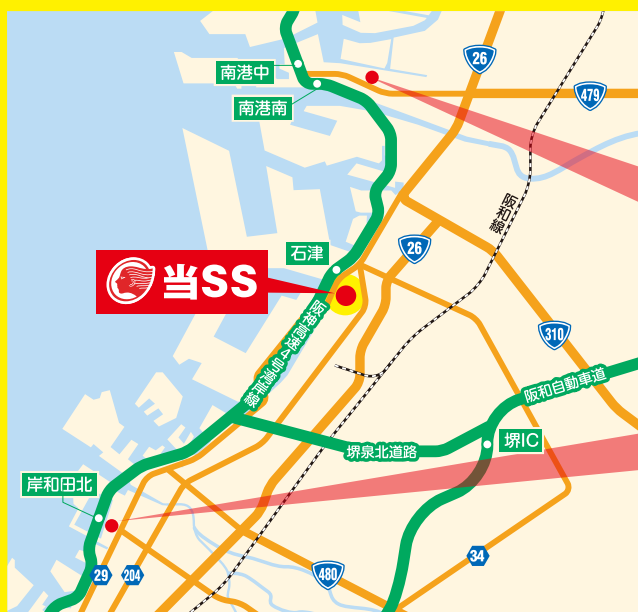 南港中
26
479
南港南
阪和線
石津
26
当SS
阪神高速4号湾岸線
310
阪和自動車道
堺泉北道路
堺IC
岸和田北
29
204
480
34